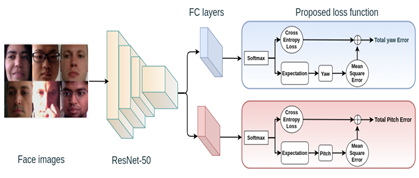 FC layers
Proposed loss function
Cross
Entropy
Loss
Softmax
Expectation
Yaw
Mean
Square
Error
Total yaw Error
Cross
Entropy
Loss
Softmax
Expectation
Pitch
Mean
Square
Error
Total Pitch Error
Face images
ResNet-50